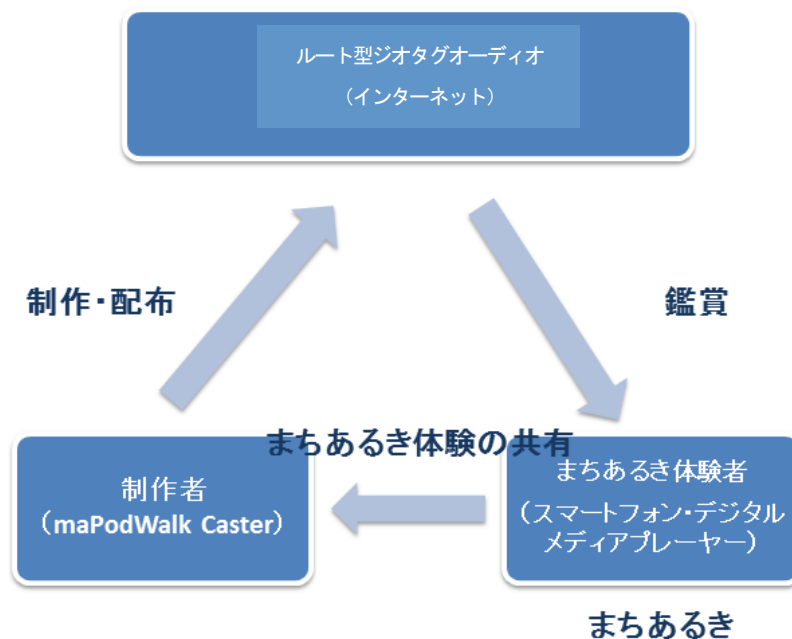 ルート型ジオタグオーディオ
（インターネット）
制作・配布
鑑賞
まちあるき体験の共有
制作者
（maPodWalk Caster）
まちあるき体験者
（スマートフォン・デジタル
メディアプレーヤー）
まちあるき